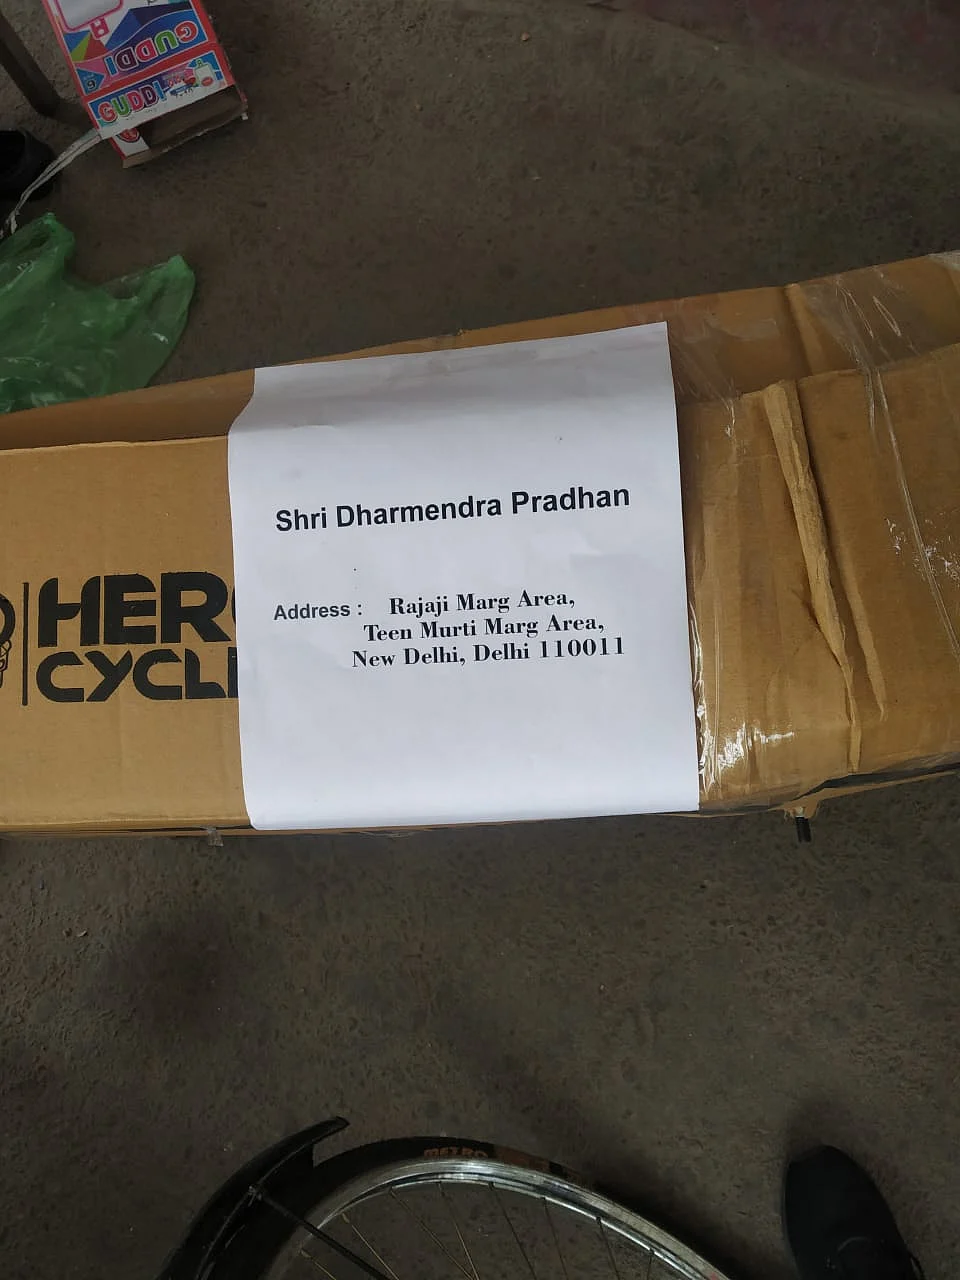 GUDDI
GUDDI
Shri Dharmendra Pradhan
Address : Rajaji Marg Area,
Teen Murti Marg Area,
New Delhi, Delhi 110011
HERO
CYCL
METRO